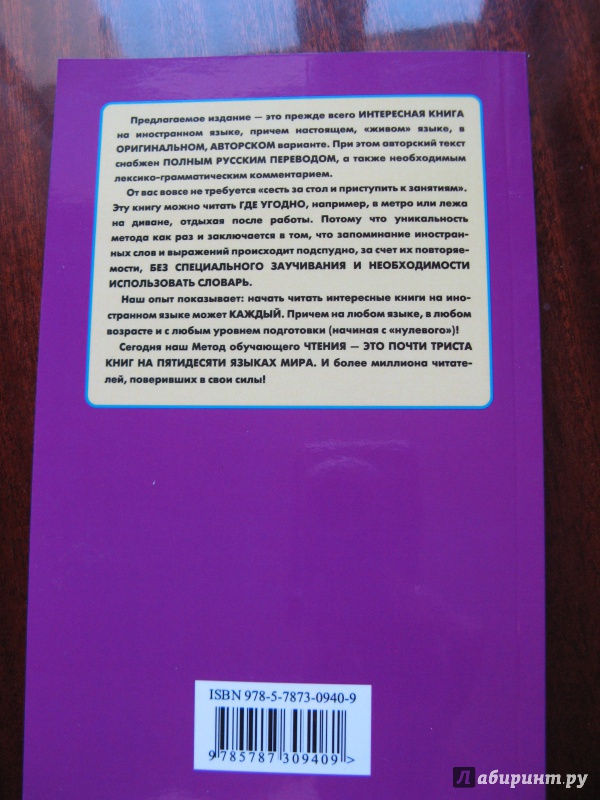 Предлагаемое издание — это прежде всего ИНТЕРЕСНАЯ КНИГА
на иностранном языке, причем настоящем, «живом» языке, в
ОРИГИНАЛЬНОМ, АВТОРСКОМ варианте. При этом авторский текст
снабжен ПОЛНЫМ РУССКИМ ПЕРЕВОДОМ, а также необходимым
лексико-грамматическим комментарием.
От вас вовсе не требуется «сесть за стол и приступить к занятиям».
Эту книгу можно читать ГДЕ УГОДНО, например, в метро или лежа
на диване, отдыхая после работы. Потому что уникальность
метода как раз и заключается в том, что запоминание иностран-
ных слов и выражений происходит подспудно, за счет их повторяе-
мости, БЕЗ СПЕЦИАЛЬНОГО ЗАУЧИВАНИЯ И НЕОБХОДИМОСТИ
ИСПОЛЬЗОВАТЬ СЛОВАРЬ.
Наш опыт показывает: начать читать интересные книги на ино-
странном языке может КАЖДЫЙ. Причем на любом языке, в любом
возрасте и с любым уровнем подготовки (начиная с «нулевого»)!
Сегодня наш Метод обучающего ЧТЕНИЯ — ЭТО ПОЧТИ ТРИСТА
КНИГ НА ПЯТИДЕСЯТИ ЯЗЫКАХ МИРА. И более миллиона читате-
лей, поверивших в свои силы!
ISBN 978-5-7873-0940-9
9 785787 309409>
Лабиринт.ру